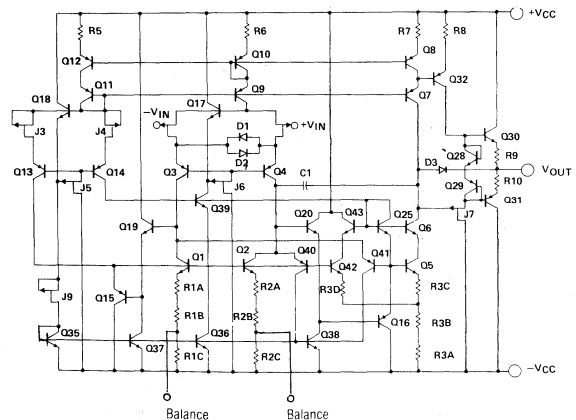 +VCC
R5
R6
R7
R8
Q12
Q10
Q8
Q32
Q11
Q9
Q7
Q18
Q17
-VIN
+VIN
D1
D2
J3
J4
Q30
Q28
R9
Q13
Q14
J5
Q3
J6
Q4
C1
D3
VOUT
Q29
R10
Q31
Q39
Q20
Q43
Q25
Q6
J7
Q19
Q1
Q2
Q40
Q42
Q41
Q5
J9
Q15
R1A
R2A
R3D
R3C
R1B
R2B
Q16
R3B
Q35
Q37
Q36
R1C
R2C
Q38
R3A
-VCC
Balance
Balance